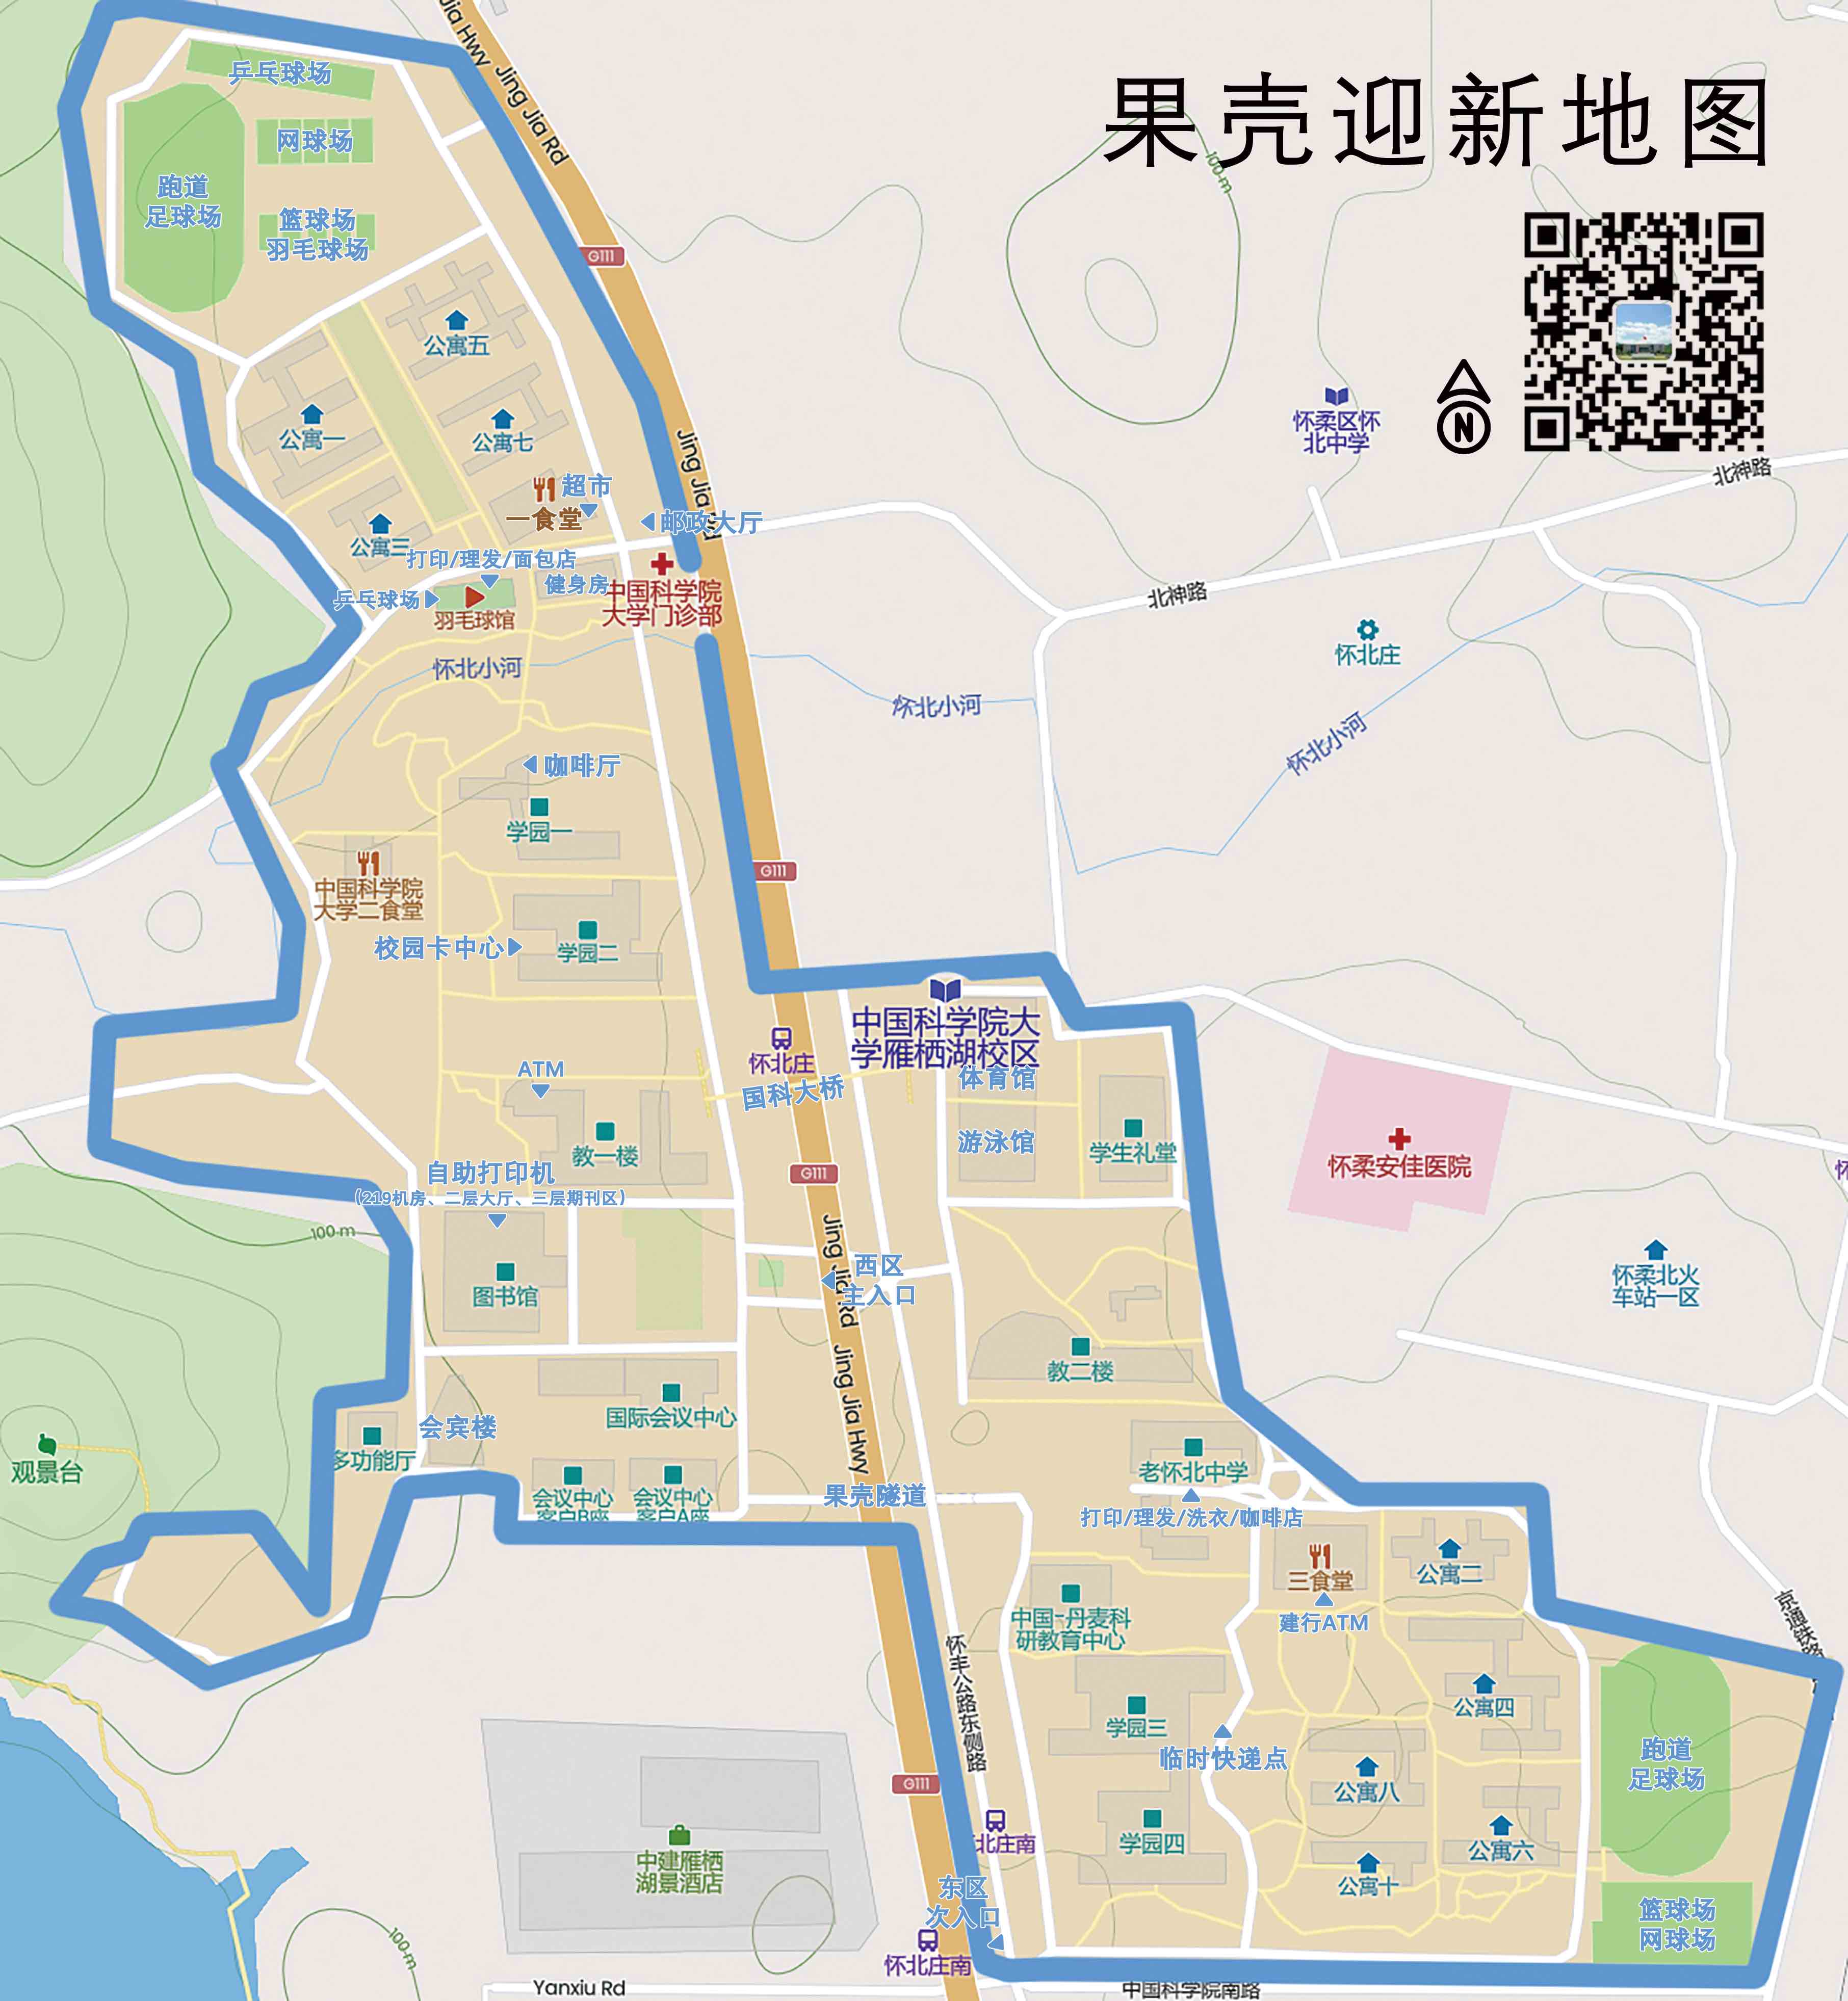 果壳迎新地图
Jia Hwy
Jing Jia Rd
乒乓球场
网球场
跑道
足球场
篮球场
羽毛球场
100 m
G111
公寓五
公寓一
公寓七
怀柔区怀
北中学
N
北神路
超市
一食堂
Jing Jia Rd
邮政大厅
公寓三
打印/理发/面包店
健身房
乒乓球场
羽毛球馆
中国科学院
大学门诊部
北神路
怀北庄
怀北小河
怀北小河
怀北小河
咖啡厅
学园一
中国科学院
大学二食堂
G111
校园卡中心
学园二
中国科学院大
学雁栖湖校区
怀北庄
国科大桥
体育馆
ATM
教一楼
游泳馆
学生礼堂
怀柔安佳医院
G111
自助打印机
(219机房、二层大厅、三层期刊区)
100 m
图书馆
Jing Jia Rd
西区
主入口
怀柔北火
车站一区
教二楼
Jing Jia Hwy
国际会议中心
会宾楼
多功能厅
观景台
老怀北中学
会议中心
客户B座
会议中心
客户A座
果壳隧道
打印/理发/洗衣/咖啡店
三食堂
公寓二
建行ATM
中国-丹麦科
研教育中心
京通铁路
怀丰公路东侧路
公寓四
学园三
临时快递点
跑道
足球场
G111
公寓八
北庄南
学园四
公寓六
中建雁栖
湖景酒店
公寓十
东区
次入口
篮球场
网球场
怀北庄南
100 m
Yanxiu Rd
中国科学院南路